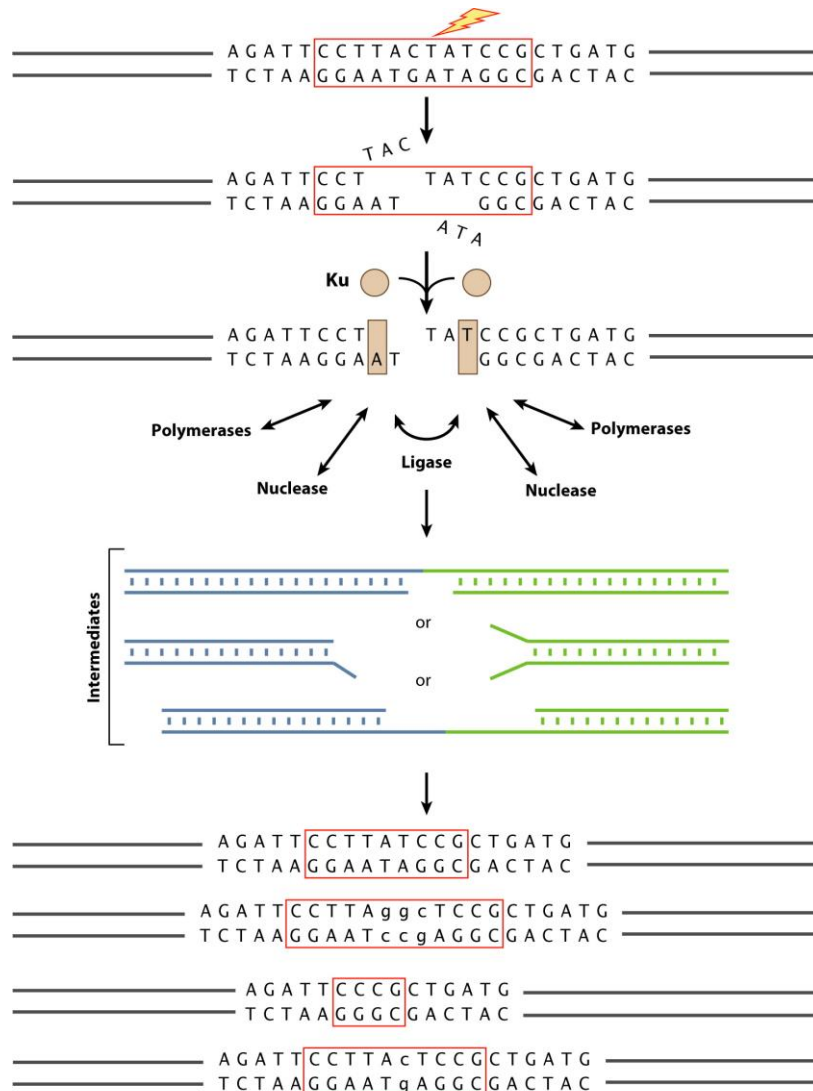 AGATTCCTTACTATCCGCTGATG
TCTAAGGAATGATAGGCGACTAC
TAC
AGATTCCT TATCCGCTGATG
TCTAAGGAAT GGCGACTAC
ATA
Ku
AGATTCCT TATCCGCTGATG
TCTAAGGAAT GGCGACTAC
Polymerases Polymerases
Ligase
Nuclease Nuclease
Intermediates
or
or
AGATTCCTTATCCGCTGATG
TCTAAGGAATAGGCGACTAC
AGATTCCTTAggcTCCGCTGATG
TCTAAGGAATccgAGGCGACTAC
AGATTCCCGCTGATG
TCTAAGGGCGACTAC
AGATTCCTTAcTCCGCTGATG
TCTAAGGAATgAGGCGACTAC